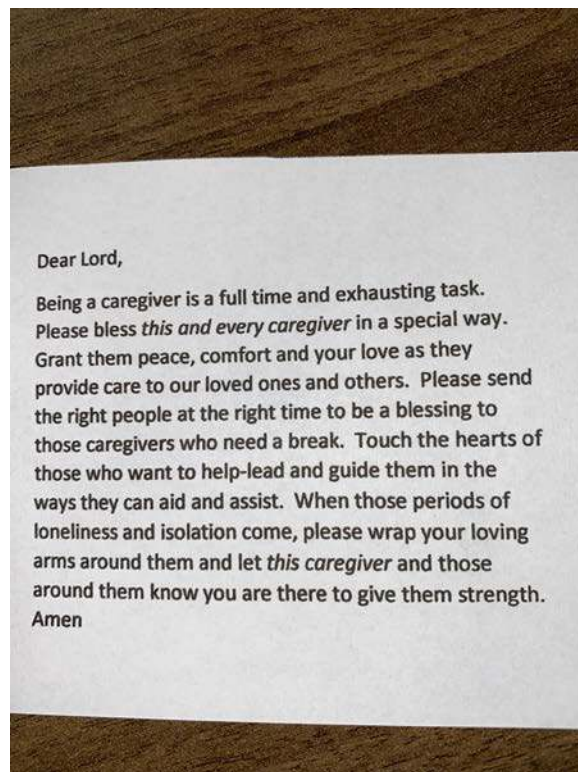 Dear Lord,
Being a caregiver is a full time and exhausting task.
Please bless this and every caregiver in a special way.
Grant them peace, comfort and your love as they
provide care to our loved ones and others.  Please send
the right people at the right time to be a blessing to
those caregivers who need a break.  Touch the hearts of
those who want to help-lead and guide them in the
ways they can aid and assist.  When those periods of
loneliness and isolation come, please wrap your loving
arms around them and let this caregiver and those
around them know you are there to give them strength.
Amen